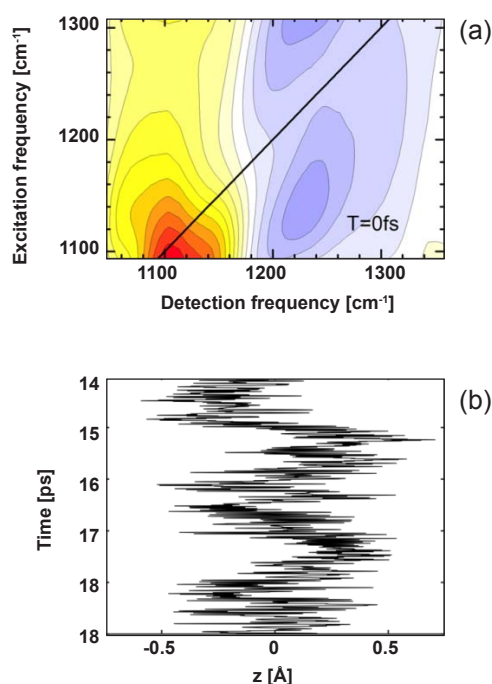 (a)
Excitation frequency [cm⁻¹]
1300
1200
1100
T=0fs
1100 1200 1300
Detection frequency [cm⁻¹]
(b)
Time [ps]
14
15
16
17
18
18
-0.5 0 0.5
z [Å]